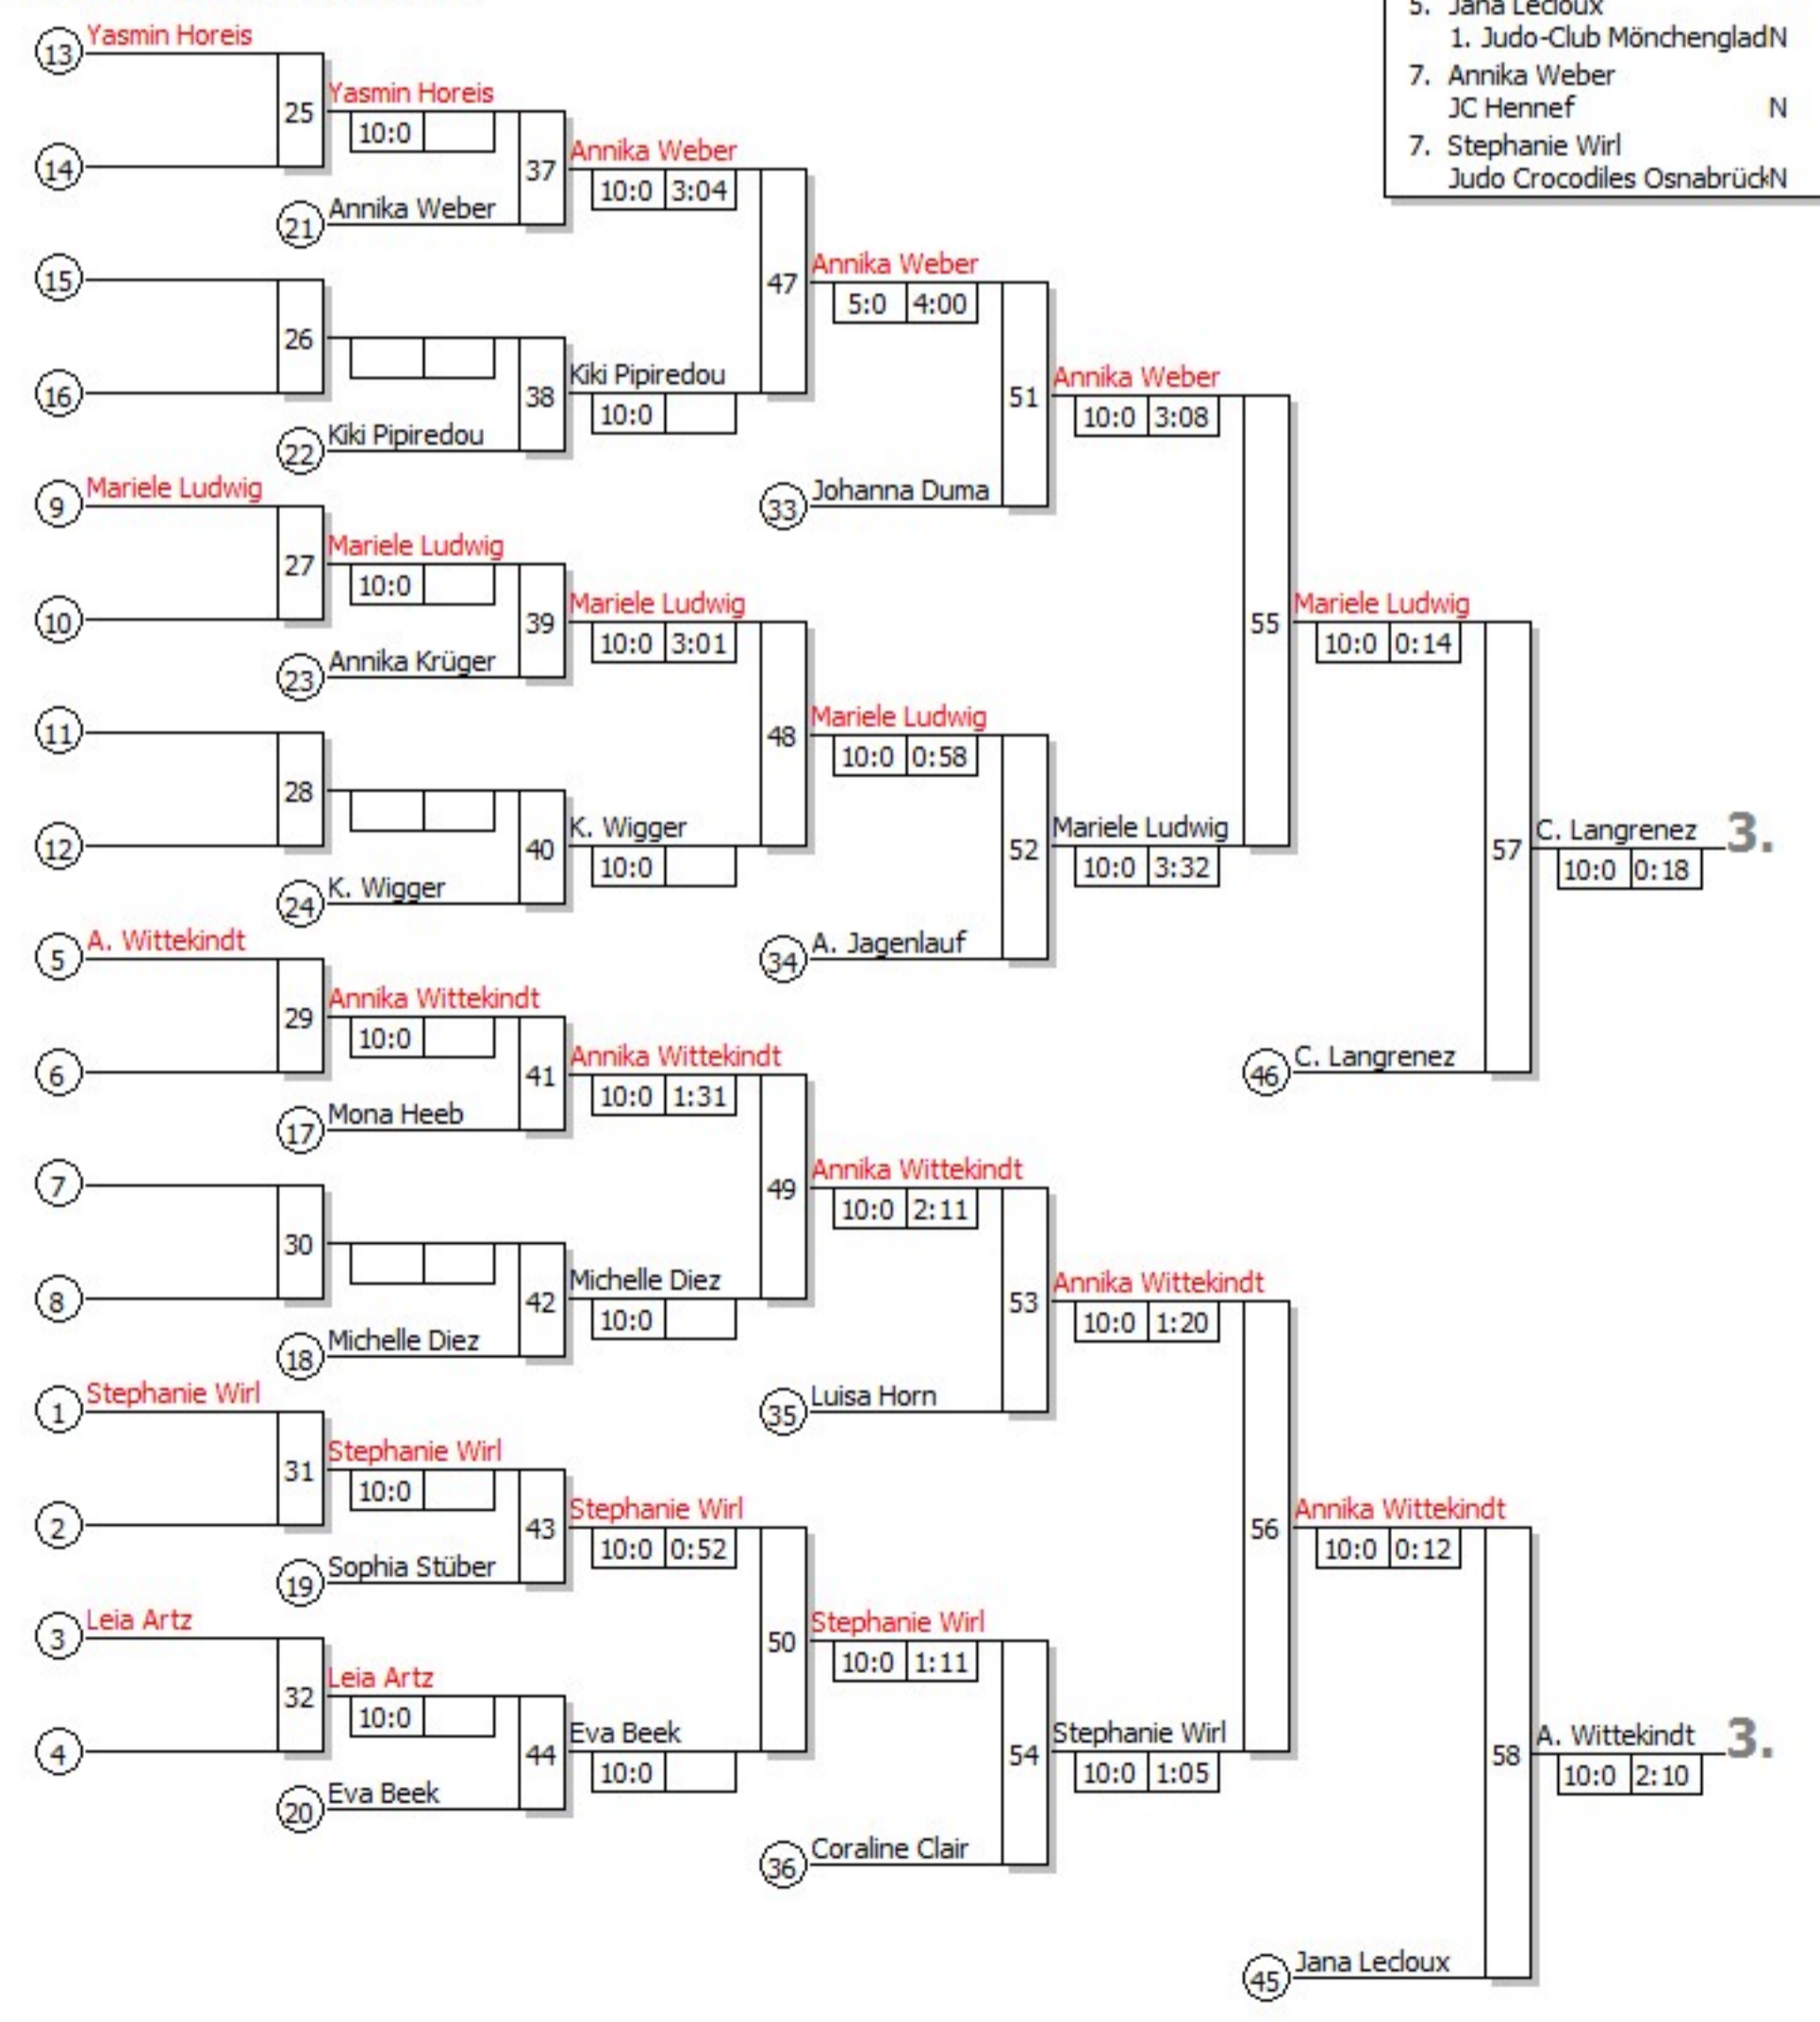 5. Jana Lecloux
1. Judo-Club MönchengladN
7. Annika Weber
JC Hennef N
7. Stephanie Wirl
Judo Crocodiles OsnabrückN
13 Yasmin Horeis
25 Yasmin Horeis
10:0
14
37 Annika Weber
10:0 3:04
21 Annika Weber
15
47 Annika Weber
5:0 4:00
26
16
38 Kiki Pipiredou
10:0
22 Kiki Pipiredou
51 Annika Weber
10:0 3:08
33 Johanna Duma
9 Mariele Ludwig
27 Mariele Ludwig
10:0
10
39 Mariele Ludwig
10:0 3:01
23 Annika Krüger
55 Mariele Ludwig
10:0 0:14
11
48 Mariele Ludwig
10:0 0:58
28
12
40 K. Wigger
10:0
24 K. Wigger
52 Mariele Ludwig
10:0 3:32
34 A. Jagenlauf
57 C. Langrenez 3.
10:0 0:18
46 C. Langrenez
5 A. Wittekindt
29 Annika Wittekindt
10:0
6
41 Annika Wittekindt
10:0 1:31
17 Mona Heeb
7
49 Annika Wittekindt
10:0 2:11
30
8
42 Michelle Diez
10:0
18 Michelle Diez
53 Annika Wittekindt
10:0 1:20
35 Luisa Horn
1 Stephanie Wirl
31 Stephanie Wirl
10:0
2
43 Stephanie Wirl
10:0 0:52
19 Sophia Stüber
56 Annika Wittekindt
10:0 0:12
3 Leia Artz
50 Stephanie Wirl
10:0 1:11
32 Leia Artz
10:0
4
44 Eva Beek
10:0
20 Eva Beek
54 Stephanie Wirl
10:0 1:05
36 Coraline Clair
58 A. Wittekindt 3.
10:0 2:10
45 Jana Lecloux